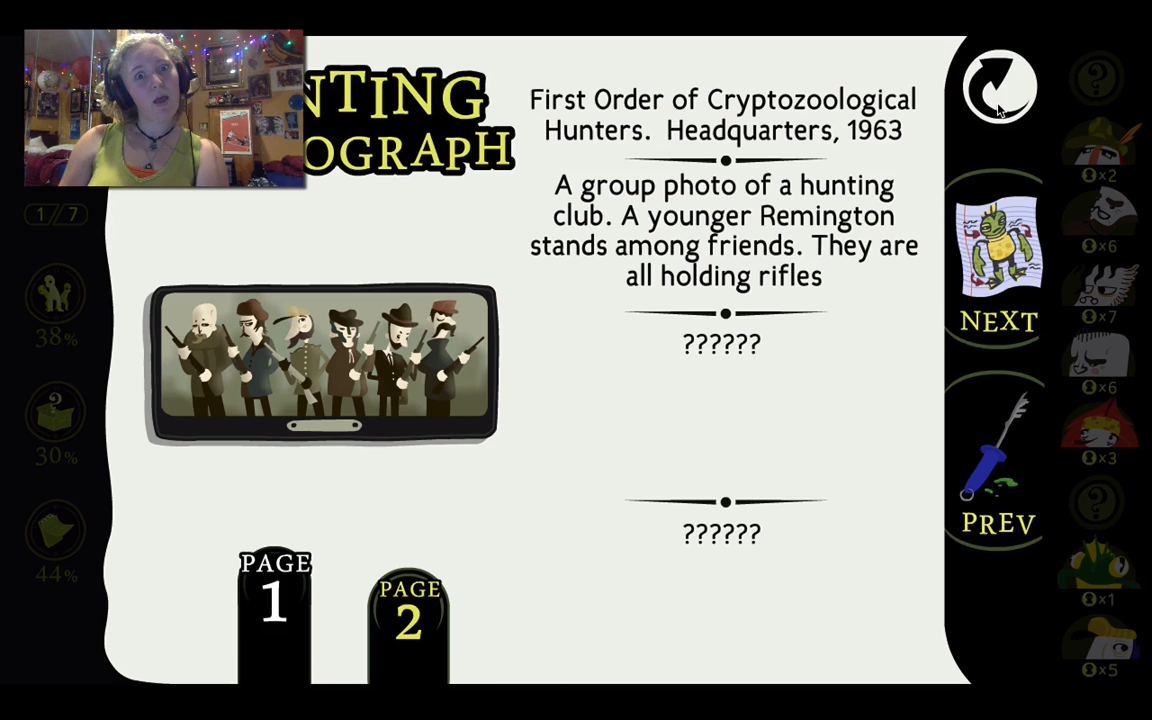 NTING
OGRAPH
First Order of Cryptozoological
Hunters. Headquarters, 1963
A group photo of a hunting
club. A younger Remington
stands among friends. They are
all holding rifles
??????
??????
1/7
38%
30%
44%
PAGE
1
PAGE
2
NEXT
PREV
?
x2
x6
x7
x6
x3
?
x1
x5